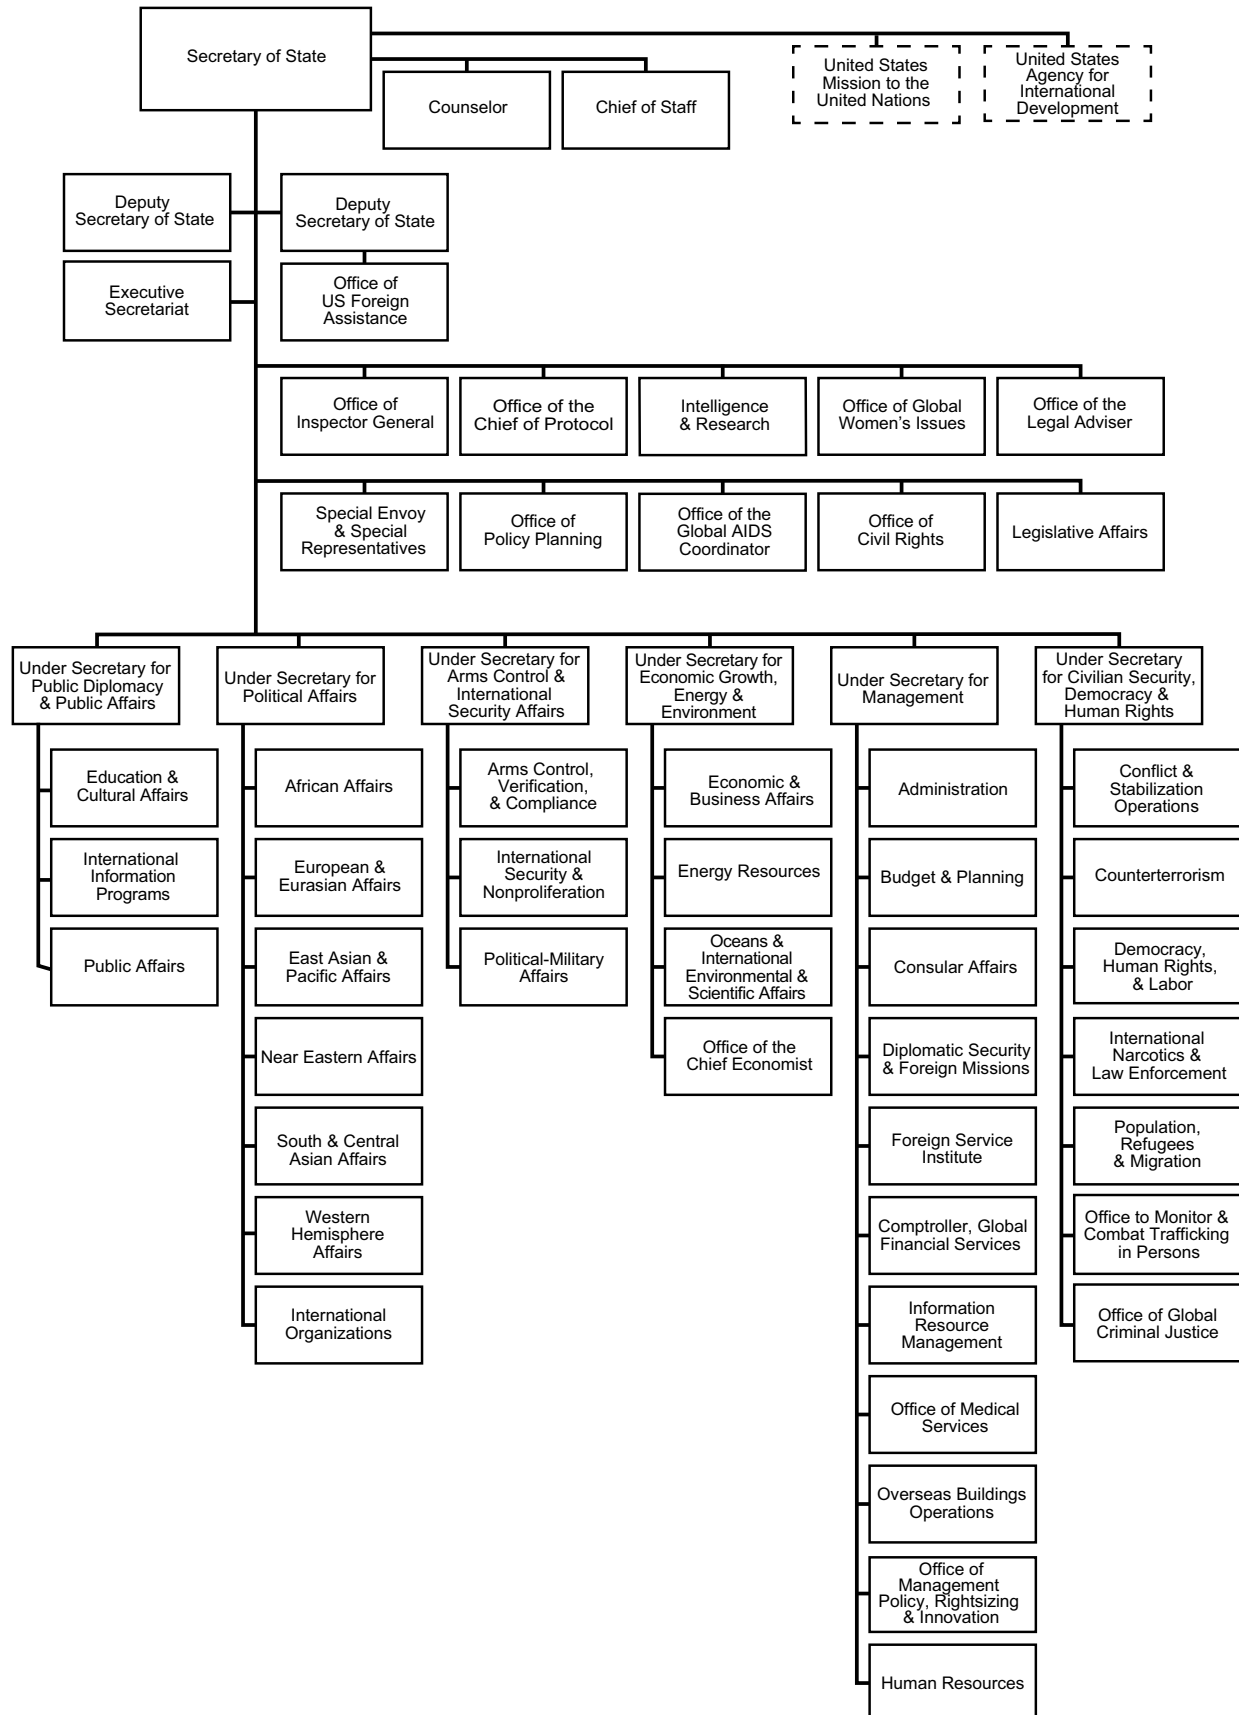 Secretary of State
United States
Mission to the
United Nations
United States
Agency for
International
Development
Counselor
Chief of Staff
Deputy
Secretary of State
Deputy
Secretary of State
Executive
Secretariat
Office of
US Foreign
Assistance
Office of
Inspector General
Office of the
Chief of Protocol
Intelligence
& Research
Office of Global
Women's Issues
Office of the
Legal Adviser
Special Envoy
& Special
Representatives
Office of
Policy Planning
Office of the
Global AIDS
Coordinator
Office of
Civil Rights
Legislative Affairs
Under Secretary for
Public Diplomacy
& Public Affairs
Education &
Cultural Affairs
International
Information
Programs
Public Affairs
Under Secretary for
Political Affairs
African Affairs
European &
Eurasian Affairs
East Asian &
Pacific Affairs
Near Eastern Affairs
South & Central
Asian Affairs
Western
Hemisphere
Affairs
International
Organizations
Under Secretary for
Arms Control &
International
Security Affairs
Arms Control,
Verification,
& Compliance
International
Security &
Nonproliferation
Political-Military
Affairs
Under Secretary for
Economic Growth,
Energy &
Environment
Economic &
Business Affairs
Energy Resources
Oceans &
International
Environmental &
Scientific Affairs
Office of the
Chief Economist
Under Secretary for
Management
Administration
Budget & Planning
Consular Affairs
Diplomatic Security
& Foreign Missions
Foreign Service
Institute
Comptroller, Global
Financial Services
Information
Resource
Management
Office of Medical
Services
Overseas Buildings
Operations
Office of
Management
Policy, Rightsizing
& Innovation
Human Resources
Under Secretary
for Civilian Security,
Democracy &
Human Rights
Conflict &
Stabilization
Operations
Counterterrorism
Democracy,
Human Rights,
& Labor
International
Narcotics &
Law Enforcement
Population,
Refugees
& Migration
Office to Monitor &
Combat Trafficking
in Persons
Office of Global
Criminal Justice